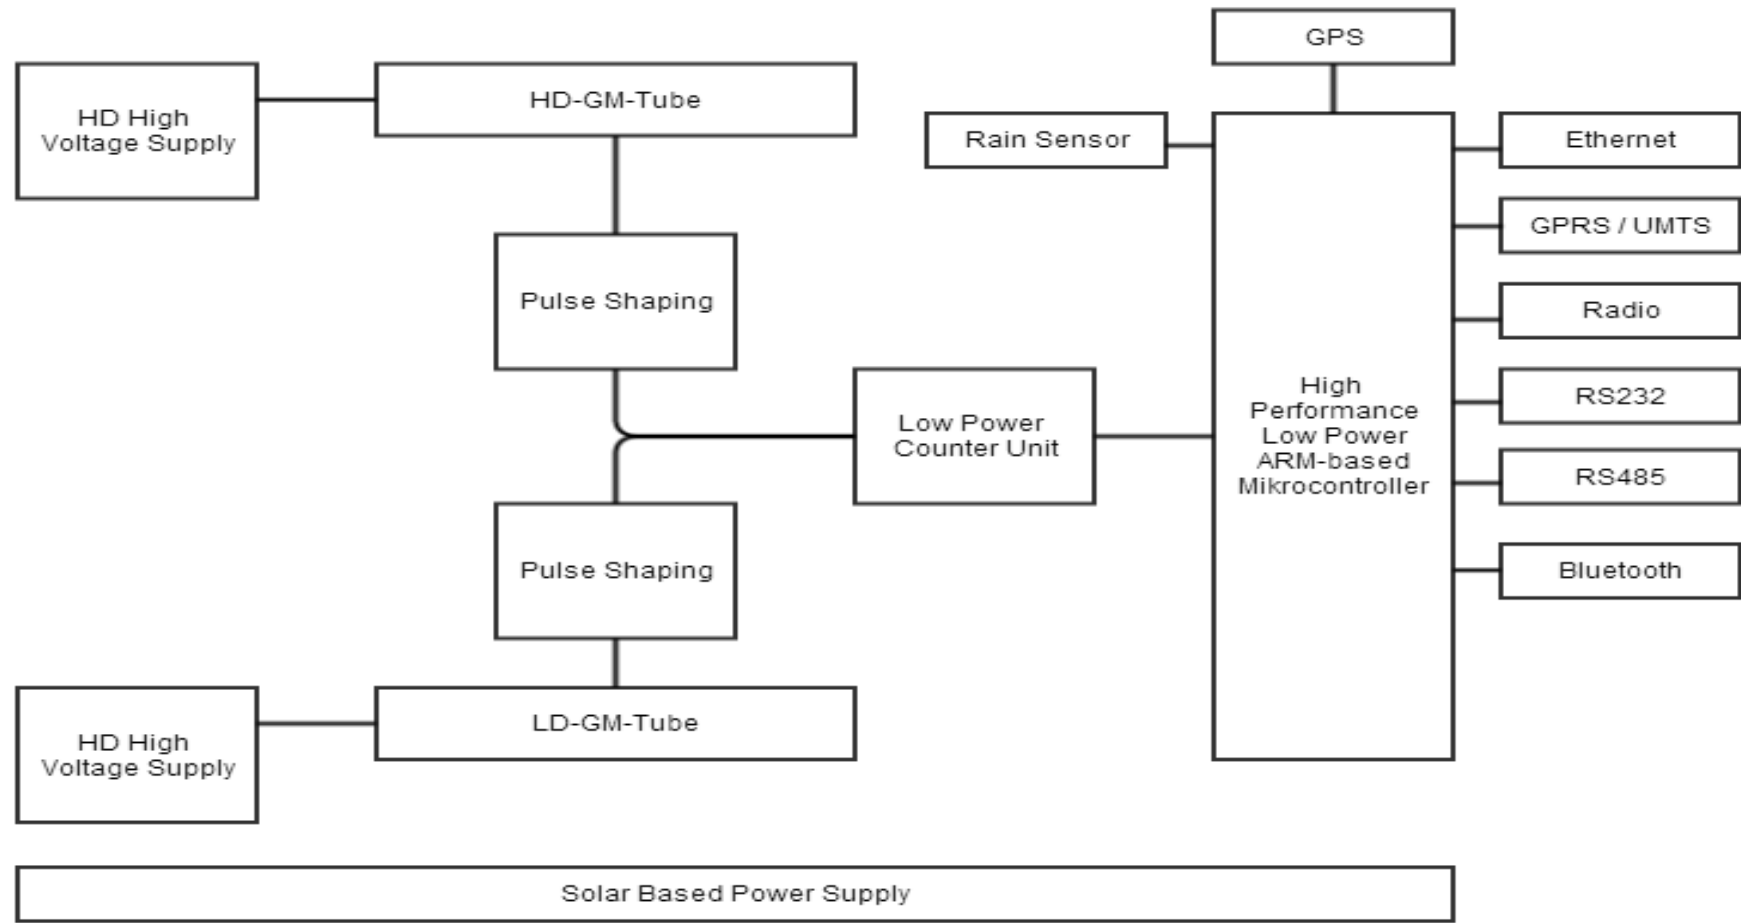 GPS
HD High
Voltage Supply
HD-GM-Tube
Rain Sensor
Ethernet
GPRS / UMTS
Pulse Shaping
Radio
High
Performance
Low Power
ARM-based
Mikrocontroller
Low Power
Counter Unit
RS232
RS485
Pulse Shaping
Bluetooth
HD High
Voltage Supply
LD-GM-Tube
Solar Based Power Supply